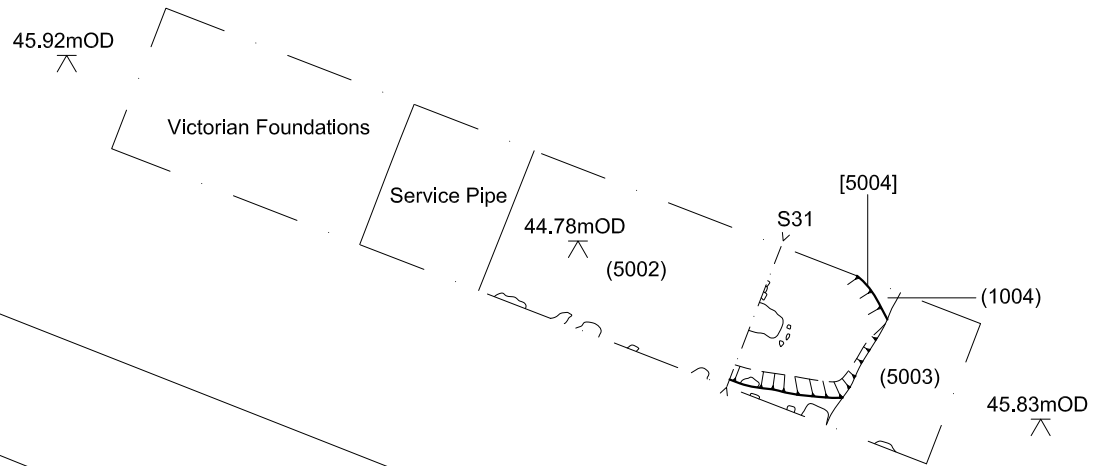 45.92mOD
Victorian Foundations
Service Pipe
[5004]
S31
44.78mOD
(5002)
(1004)
(5003)
45.83mOD